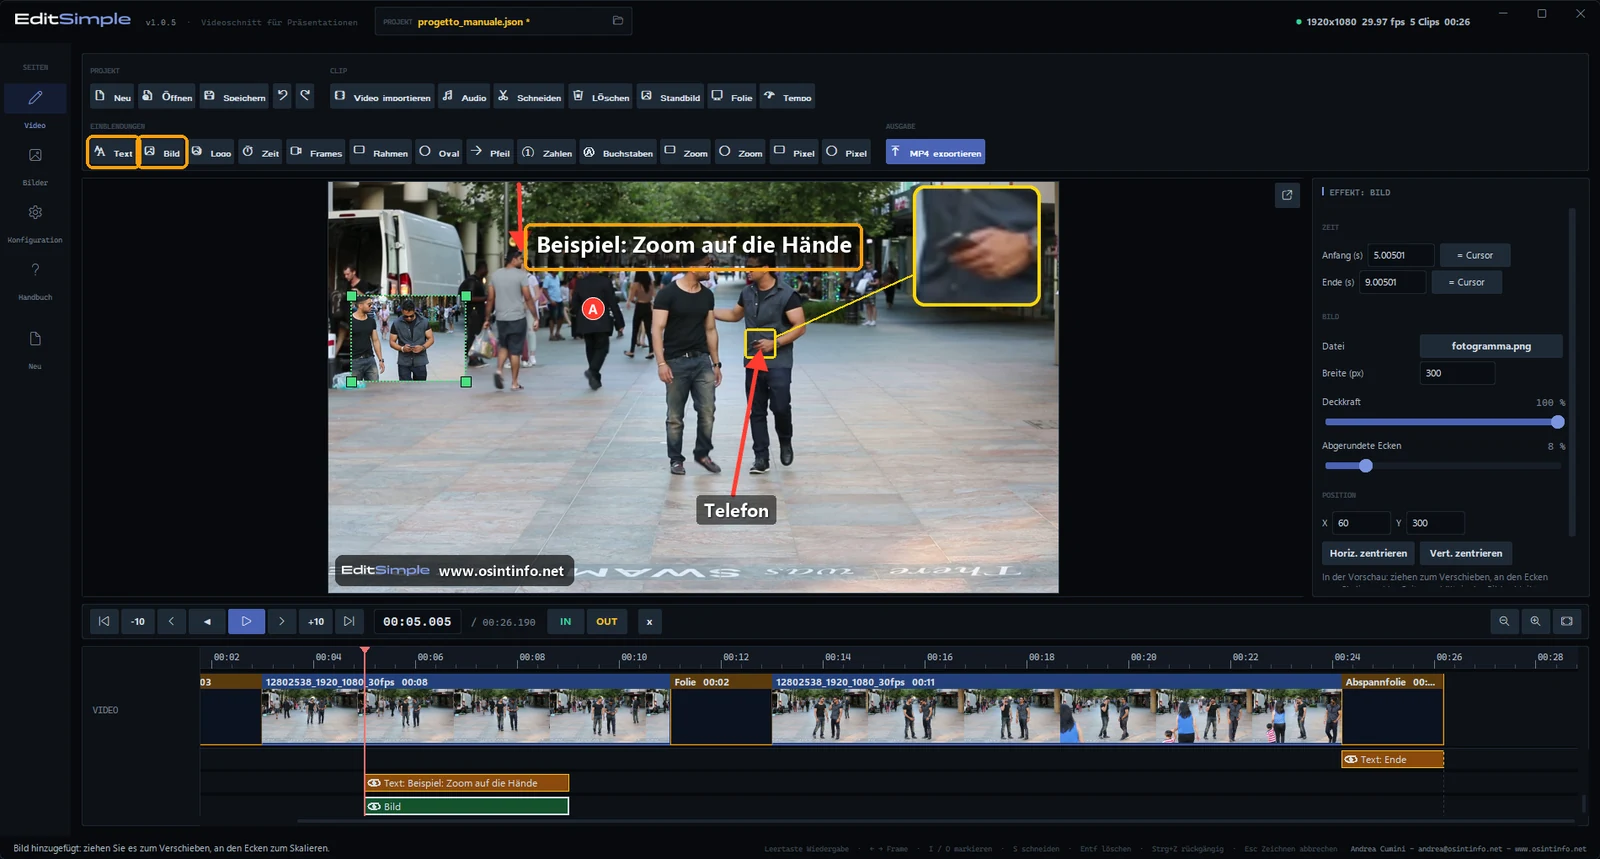 EditSimple v1.0.5 · Videoschnitt für Präsentationen
PROJEKT progetto_manuale.json *
1920x1080 29.97 fps 5 Clips 00:26
SEITEN
Video
Bilder
Konfiguration
Handbuch
Neu
PROJEKT
CLIP
Neu Öffnen Speichern
Video importieren Audio Schneiden Löschen Standbild Folie Tempo
EINBLENDUNGEN
AUSGABE
Text Bild Logo Zeit Frames Rahmen Oval Pfeil Zahlen Buchstaben Zoom Zoom Pixel Pixel
MP4 exportieren
Beispiel: Zoom auf die Hände
A
Telefon
EditSimple www.osintinfo.net
There was SWAM
EFFEKT: BILD
ZEIT
Anfang (s) 5.00501 = Cursor
Ende (s) 9.00501 = Cursor
BILD
Datei fotogramma.png
Breite (px) 300
Deckkraft 100 %
Abgerundete Ecken 8 %
POSITION
X 60 Y 300
Horiz. zentrieren Vert. zentrieren
In der Vorschau: ziehen zum Verschieben, an den Ecken
-10 +10 00:05.005 / 00:26.190 IN OUT x
00:02 00:04 00:06 00:08 00:10 00:12 00:14 00:16 00:18 00:20 00:22 00:24 00:26 00:28
03 12802538_1920_1080_30fps 00:08 Folie 00:02 12802538_1920_1080_30fps 00:11 Abspannfolie 00:...
VIDEO
Text: Ende
Text: Beispiel: Zoom auf die Hände
Bild
Bild hinzugefügt: ziehen Sie es zum Verschieben, an den Ecken zum Skalieren.
Leertaste Wiedergabe · ← → Frame · I / O markieren · S schneiden · Entf löschen · Strg+Z rückgängig · Esc Zeichnen abbrechen Andrea Cumini – andrea@osintinfo.net – www.osintinfo.net